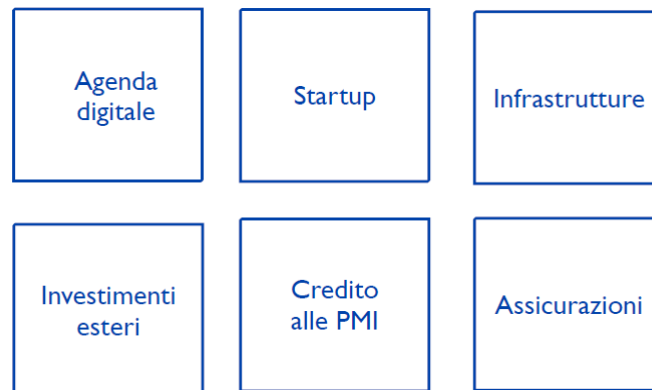 Agenda
digitale
Startup
Infrastrutture
Investimenti
esteri
Credito
alle PMI
Assicurazioni